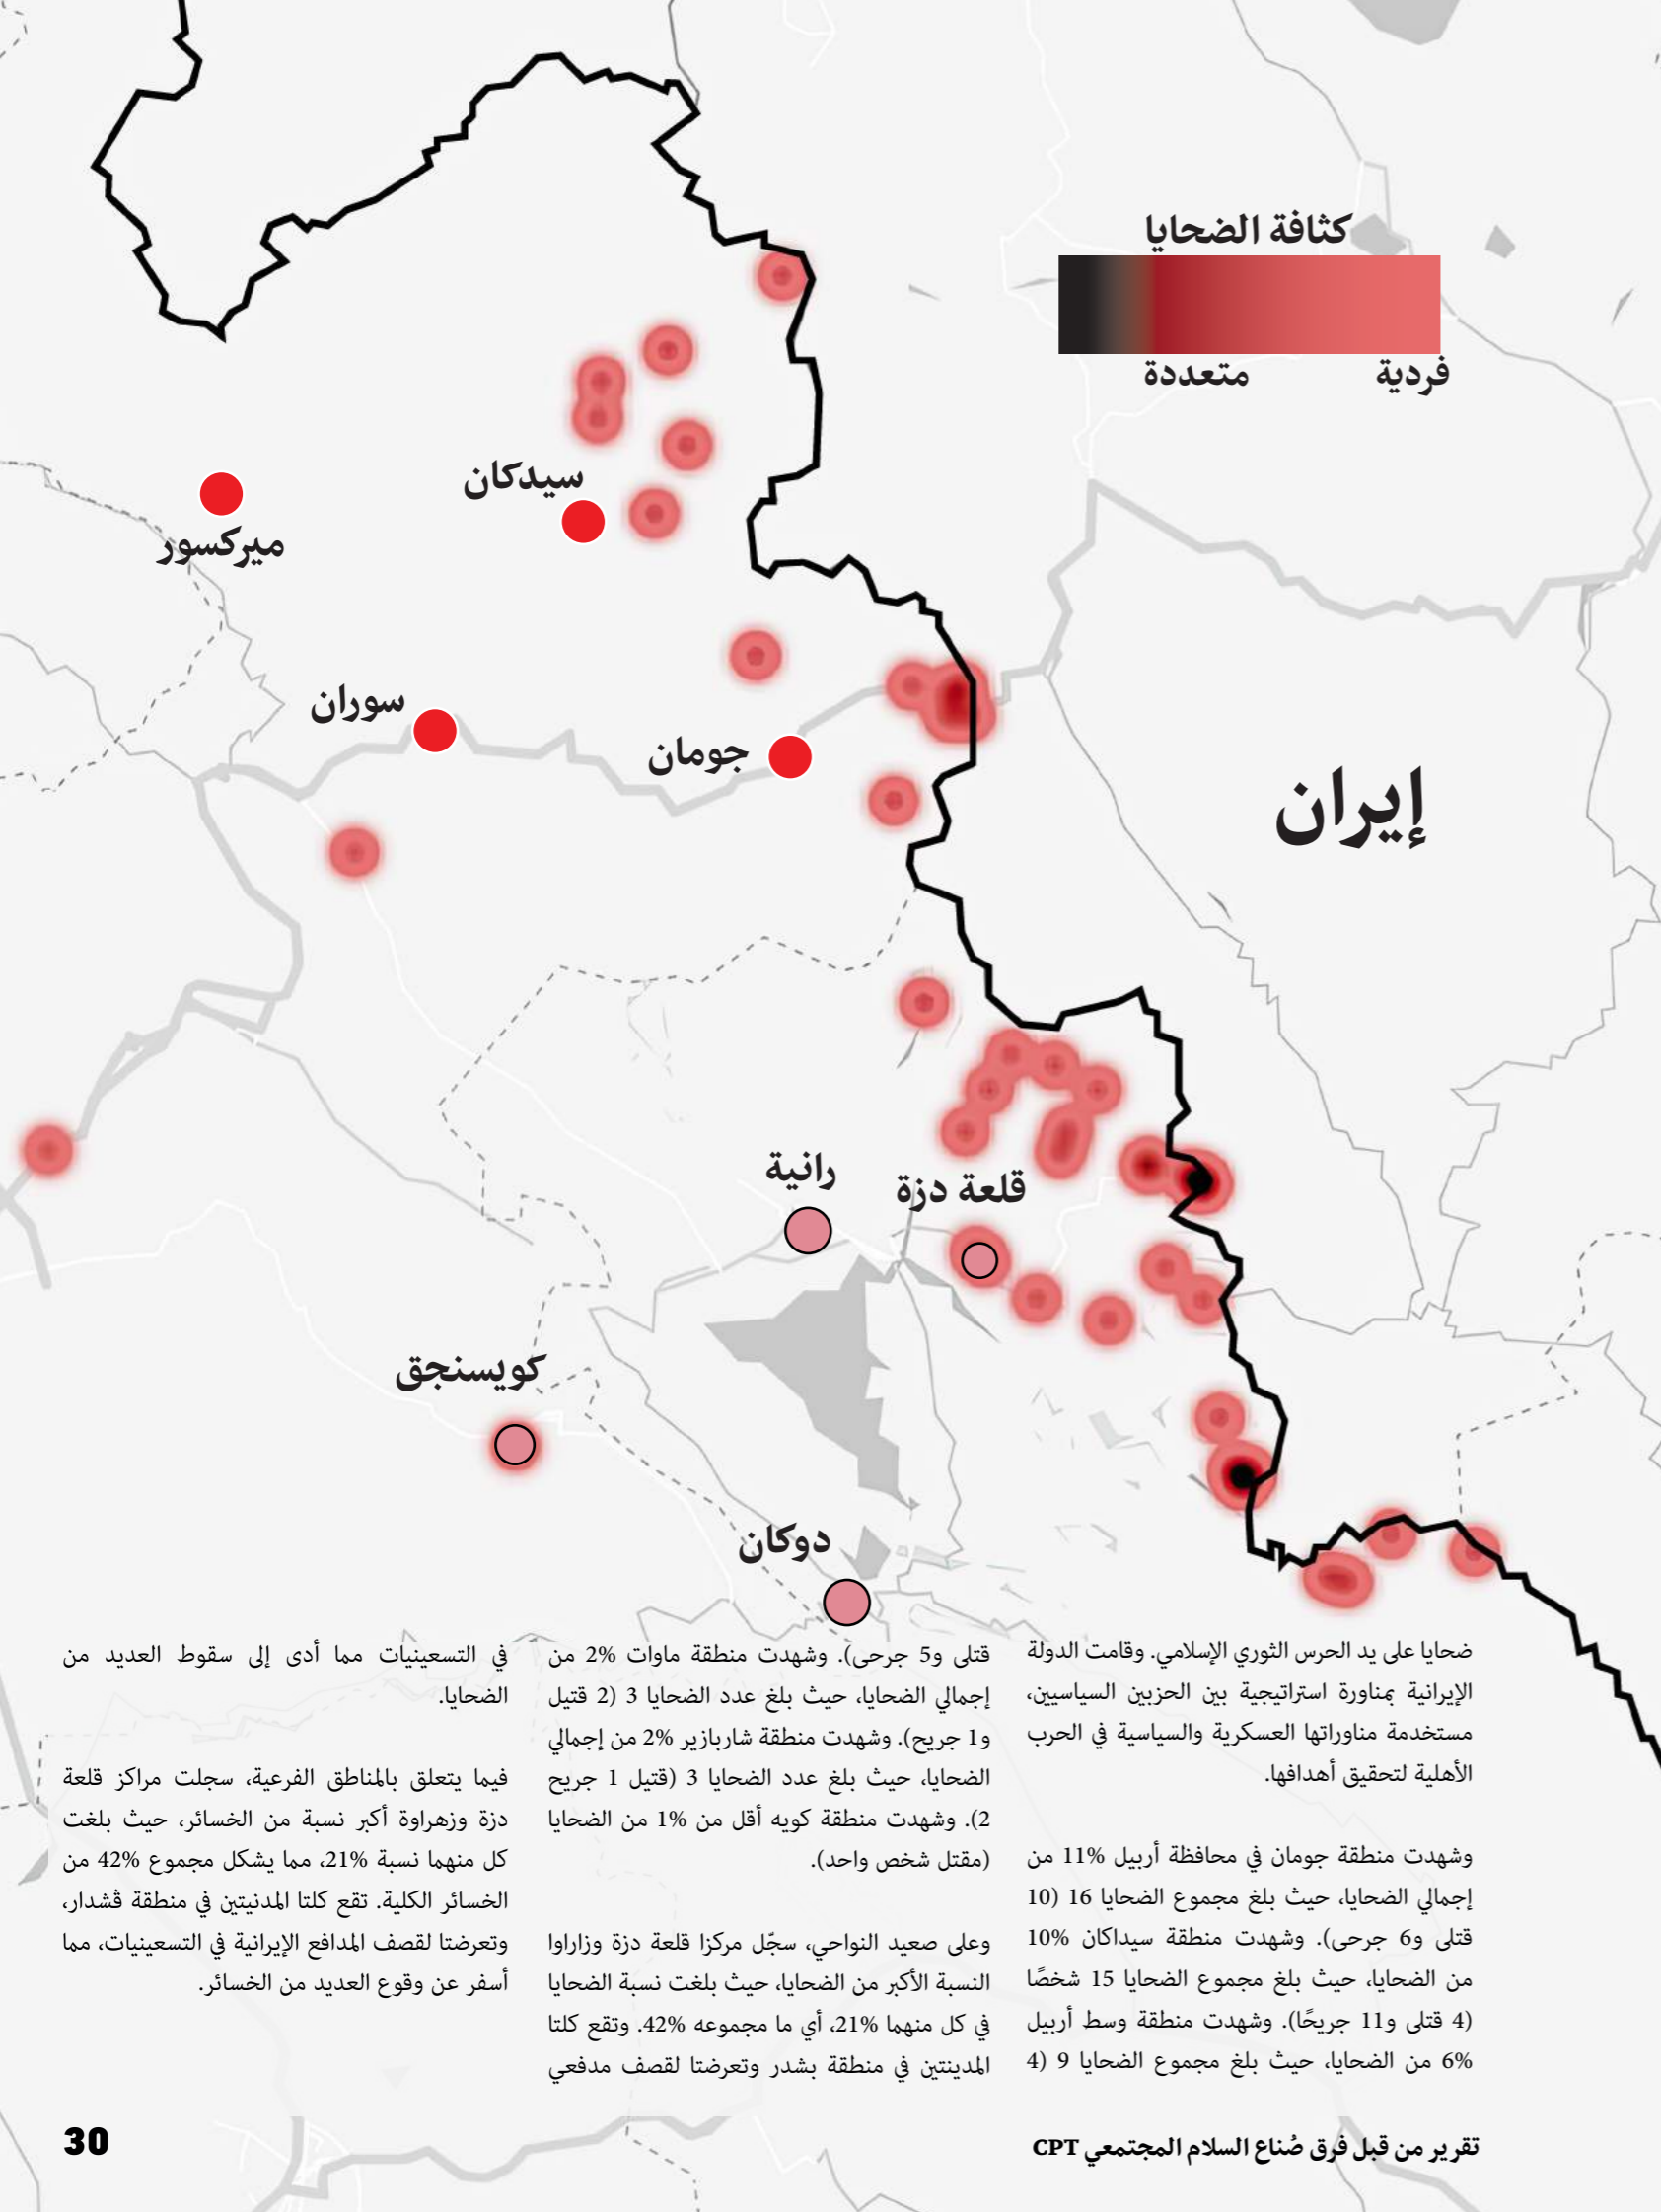 كثافة الضحايا
فردية
متعددة
سيدكان
ميركسور
سوران
جومان
إيران
رانية
قلعة دزة
كويسنجق
دوكان
ضحايا على يد الحرس الثوري الإسلامي. وقامت الدولة
الإيرانية بمناورة استراتيجية بين الحزبين السياسيين،
مستخدمة مناوراتها العسكرية والسياسية في الحرب
الأهلية لتحقيق أهدافها.
وشهدت منطقة جومان في محافظة أربيل 11% من
إجمالي الضحايا، حيث بلغ مجموع الضحايا 16 (10
قتلى و6 جرحى). وشهدت منطقة سيداكان 10%
من الضحايا، حيث بلغ مجموع الضحايا 15 شخصًا
(4 قتلى و11 جريحًا). وشهدت منطقة وسط أربيل
6% من الضحايا، حيث بلغ مجموع الضحايا 9 (4
قتلى و5 جرحى). وشهدت منطقة ماوات 2% من
إجمالي الضحايا، حيث بلغ عدد الضحايا 3 (2 قتيل
و1 جريح). وشهدت منطقة شاربازير 2% من إجمالي
الضحايا، حيث بلغ عدد الضحايا 3 (قتيل 1 جريح
2). وشهدت منطقة كويه أقل من 1% من الضحايا
(مقتل شخص واحد).
وعلى صعيد النواحي، سجّل مركزا قلعة دزة وزاراوا
النسبة الأكبر من الضحايا، حيث بلغت نسبة الضحايا
في كل منهما 21%، أي ما مجموعه 42%. وتقع كلتا
المدينتين في منطقة بشدر وتعرضتا لقصف مدفعي
في التسعينيات مما أدى إلى سقوط العديد من
الضحايا.
فيما يتعلق بالمناطق الفرعية، سجلت مراكز قلعة
دزة وزهراوة أكبر نسبة من الخسائر، حيث بلغت
كل منهما نسبة 21%، مما يشكل مجموع 42% من
الخسائر الكلية. تقع كلتا المدنيتين في منطقة ڤشدار،
وتعرضتا لقصف المدافع الإيرانية في التسعينيات، مما
أسفر عن وقوع العديد من الخسائر.
تقرير من قبل فرق صُناع السلام المجتمعي CPT
30